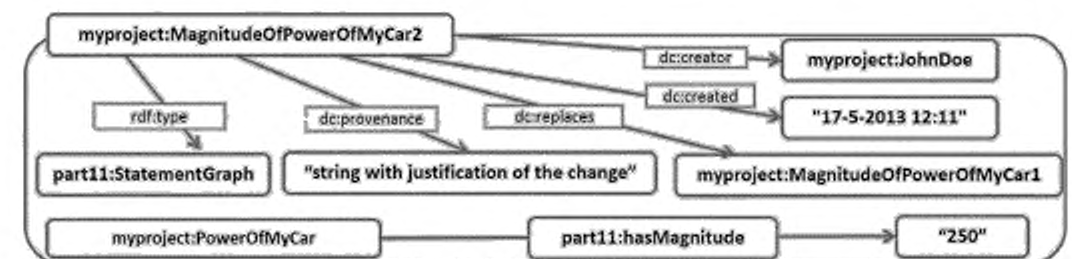 myproject:MagnitudeOfPowerOfMyCar2
dc:creator
myproject:JohnDoe
dc:created
rdf:type
dc:provenance
dc:replaces
"17-5-2013 12:11"
part11:StatementGraph
“string with justification of the change”
myproject:MagnitudeOfPowerOfMyCar1
myproject:PowerOfMyCar
part11:hasMagnitude
“250”